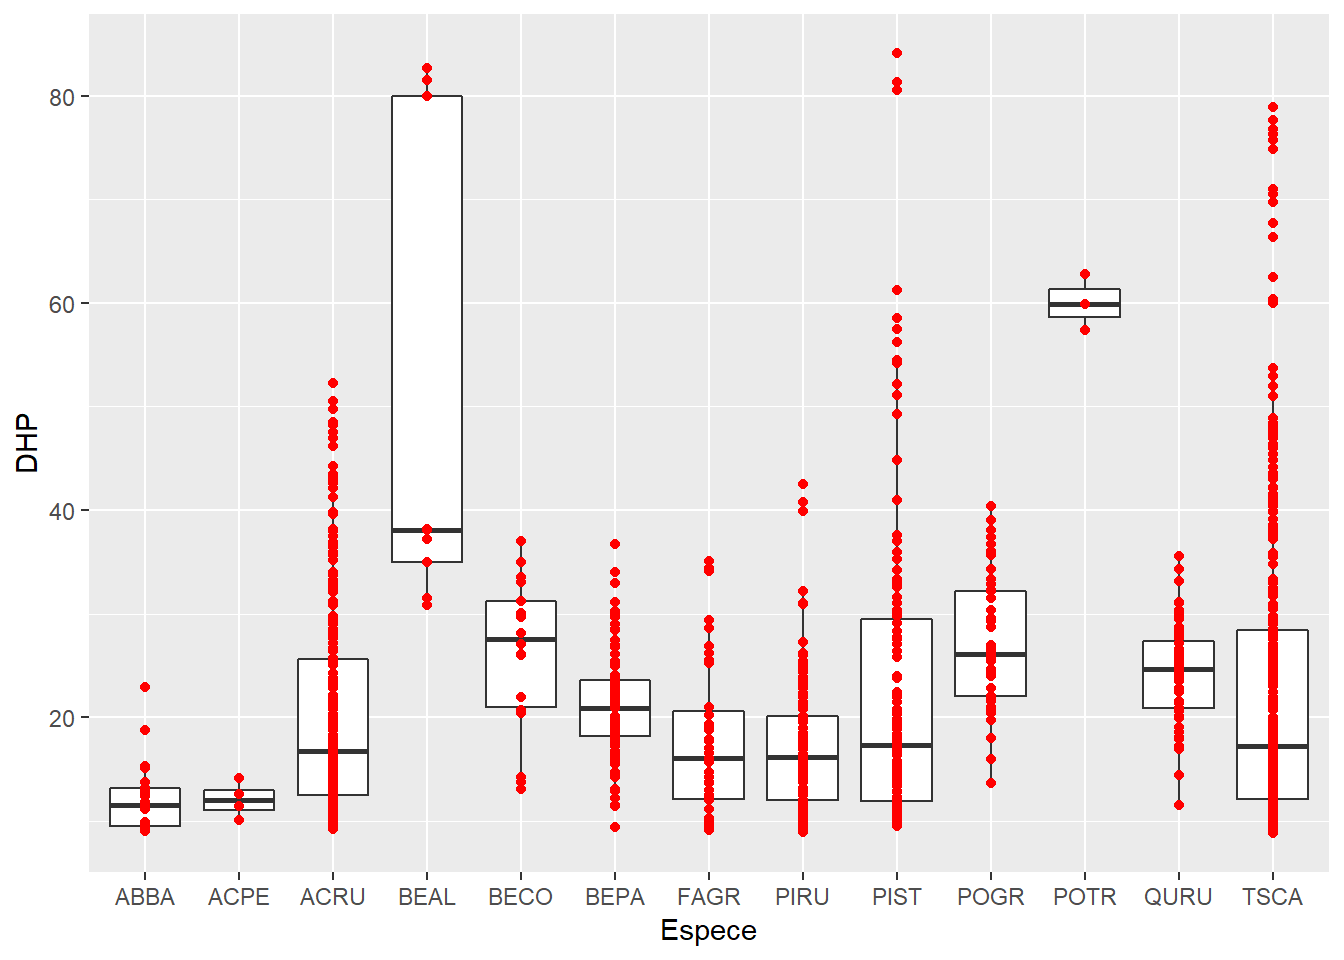 DHP
80
60
40
20
ABBA ACPE ACRU BEAL BECO BEPA FAGR PIRU PIST POGR POTR QURU TSCA
Espece